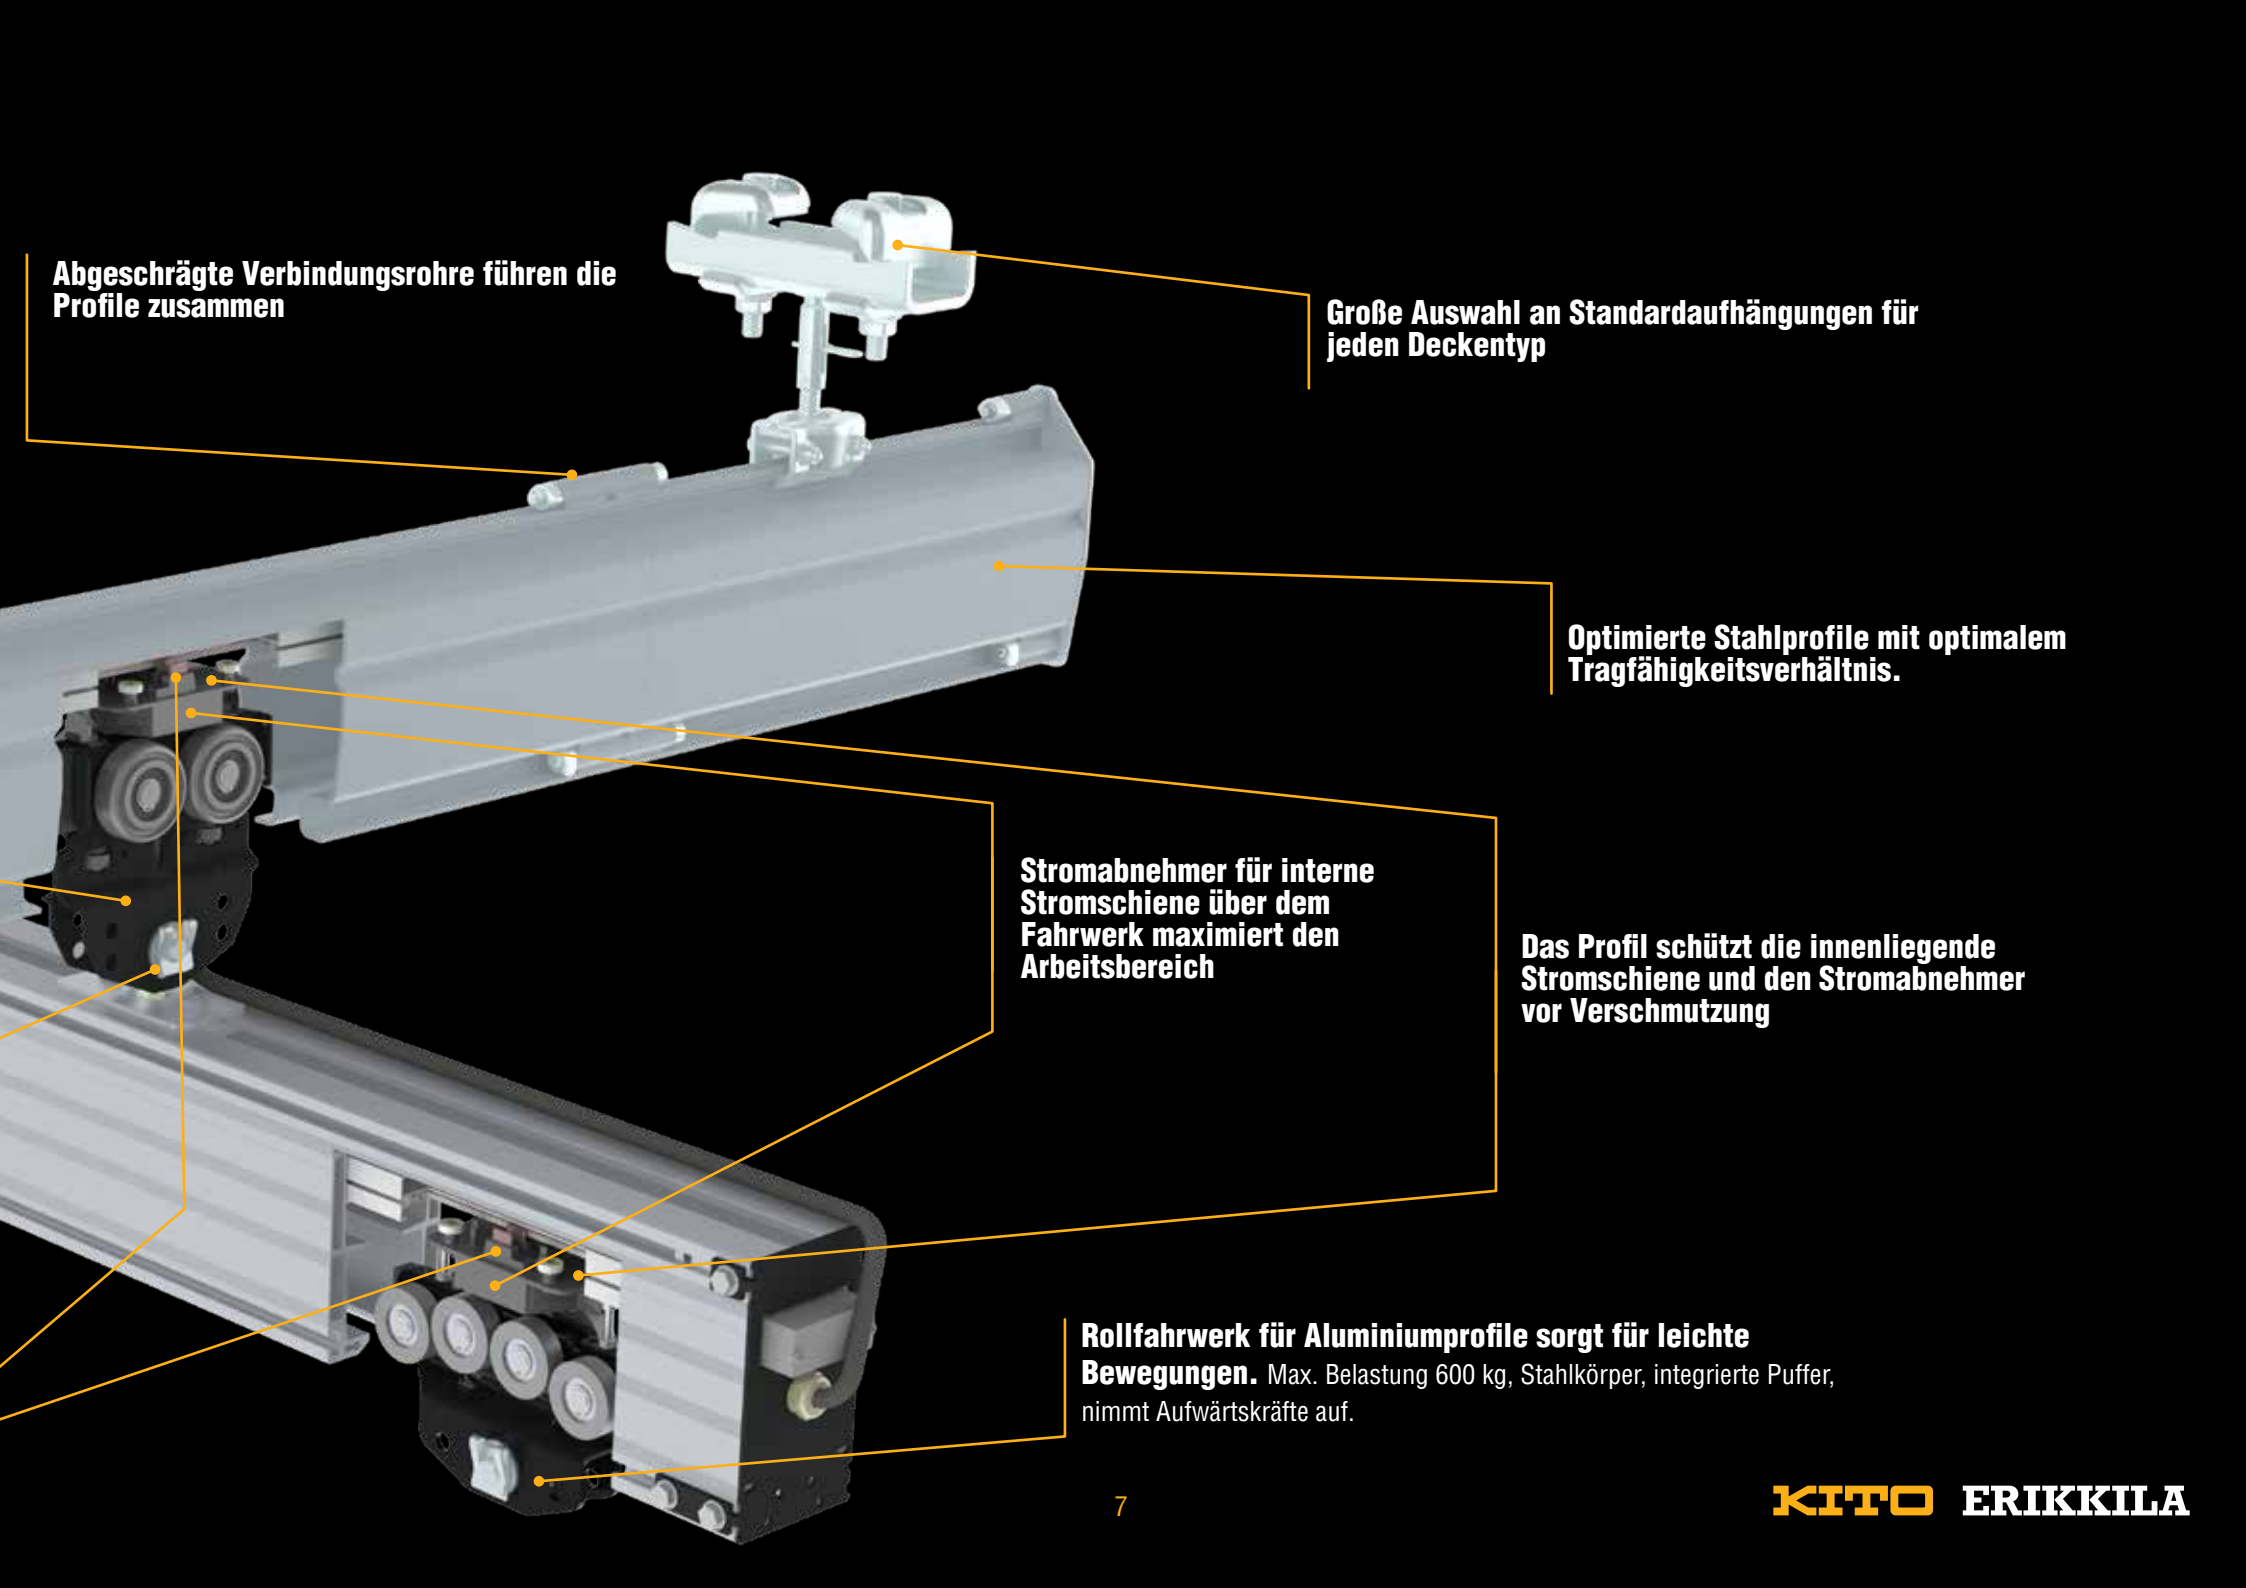 Abgeschrägte Verbindungsrohre führen die
Profile zusammen
Große Auswahl an Standardaufhängungen für
jeden Deckentyp
Optimierte Stahlprofile mit optimalem
Tragfähigkeitsverhältnis.
Stromabnehmer für interne
Stromschiene über dem
Fahrwerk maximiert den
Arbeitsbereich
Das Profil schützt die innenliegende
Stromschiene und den Stromabnehmer
vor Verschmutzung
Rollfahrwerk für Aluminiumprofile sorgt für leichte
Bewegungen. Max. Belastung 600 kg, Stahlkörper, integrierte Puffer,
nimmt Aufwärtskräfte auf.
7
KITO ERIKKILA